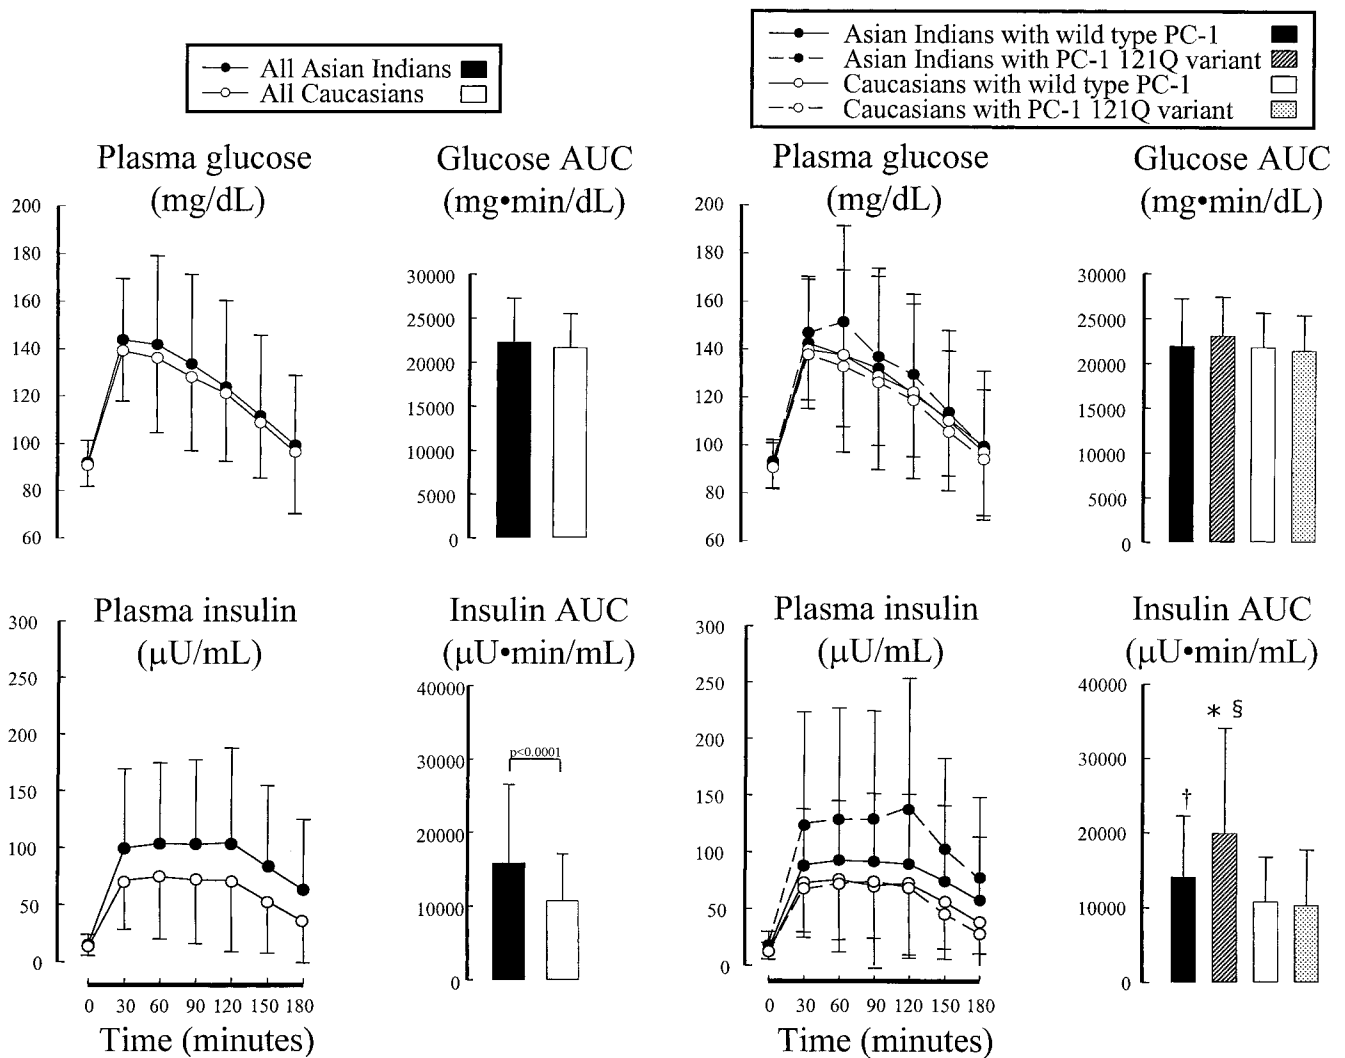 All Asian Indians
All Caucasians
Plasma glucose
(mg/dL)
200
180
160
140
120
100
80
60
Glucose AUC
(mg•min/dL)
30000
25000
20000
15000
10000
5000
0
Plasma insulin
(µU/mL)
300
250
200
150
100
50
0
0 30 60 90 120 150 180
Time (minutes)
Insulin AUC
(µU•min/mL)
40000
30000
20000
10000
0
p<0.0001
Asian Indians with wild type PC-1
Asian Indians with PC-1 121Q variant
Caucasians with wild type PC-1
Caucasians with PC-1 121Q variant
Plasma glucose
(mg/dL)
200
180
160
140
120
100
80
60
Glucose AUC
(mg•min/dL)
30000
25000
20000
15000
10000
5000
0
Plasma insulin
(µU/mL)
300
250
200
150
100
50
0
0 30 60 90 120 150 180
Time (minutes)
Insulin AUC
(µU•min/mL)
40000
30000
20000
10000
0
* §
†